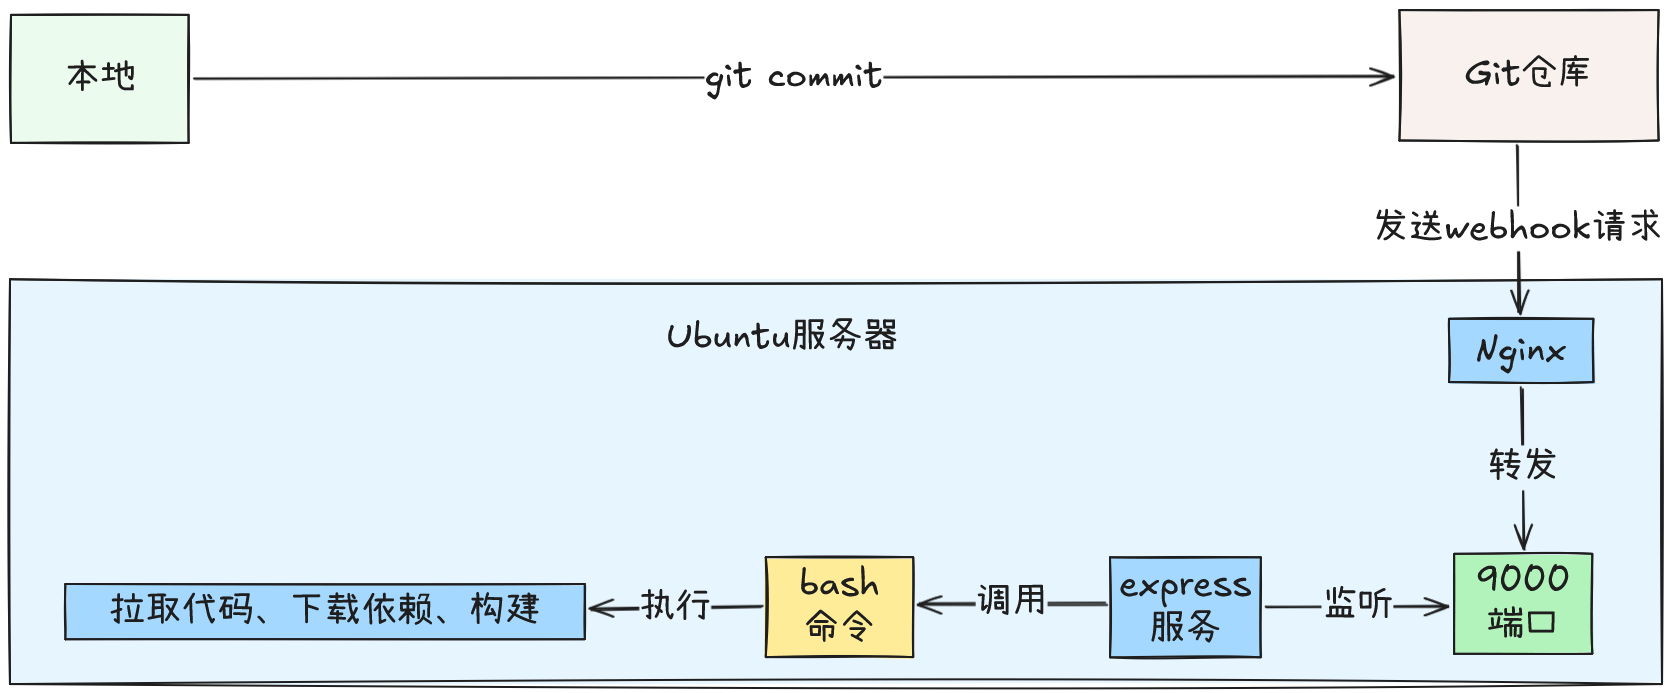 本地
git commit
Git仓库
发送webhook请求
Ubuntu服务器
Nginx
转发
拉取代码、下载依赖、构建
执行
bash
命令
调用
express
服务
监听
9000
端口